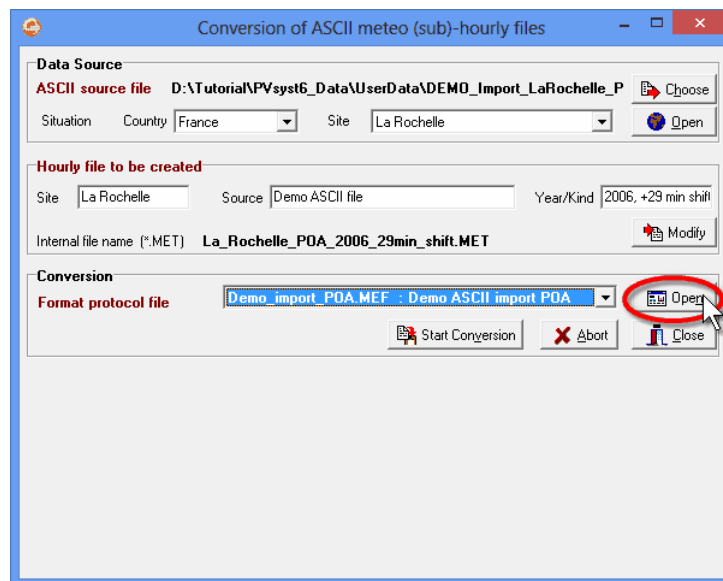 Conversion of ASCII meteo (sub)-hourly files
Data Source
ASCII source file D:\Tutorial\PVsyst6_Data\UserData\DEMO_Import_LaRochelle_P Choose
Situation Country France Site La Rochelle Open
Hourly file to be created
Site La Rochelle Source Demo ASCII file Year/Kind 2006, +29 min shift
Internal file name (*.MET) La_Rochelle_POA_2006_29min_shift.MET Modify
Conversion
Format protocol file Demo_import_POA.MEF : Demo ASCII import POA Open
Start Conversion Abort Close